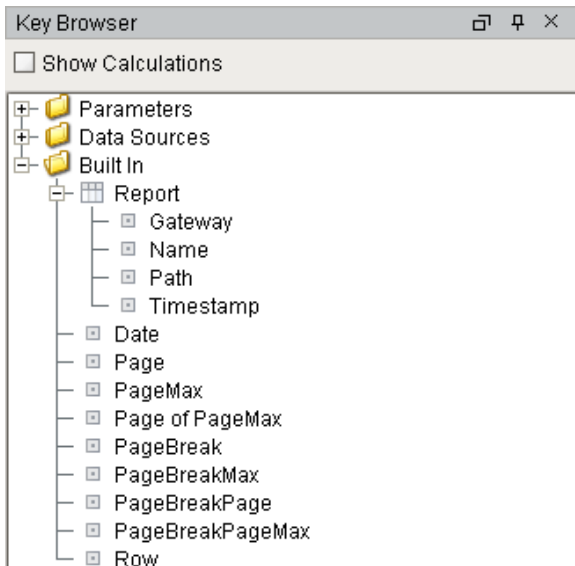 Key Browser
Show Calculations
Parameters
Data Sources
Built In
Report
Gateway
Name
Path
Timestamp
Date
Page
PageMax
Page of PageMax
PageBreak
PageBreakMax
PageBreakPage
PageBreakPageMax
Row